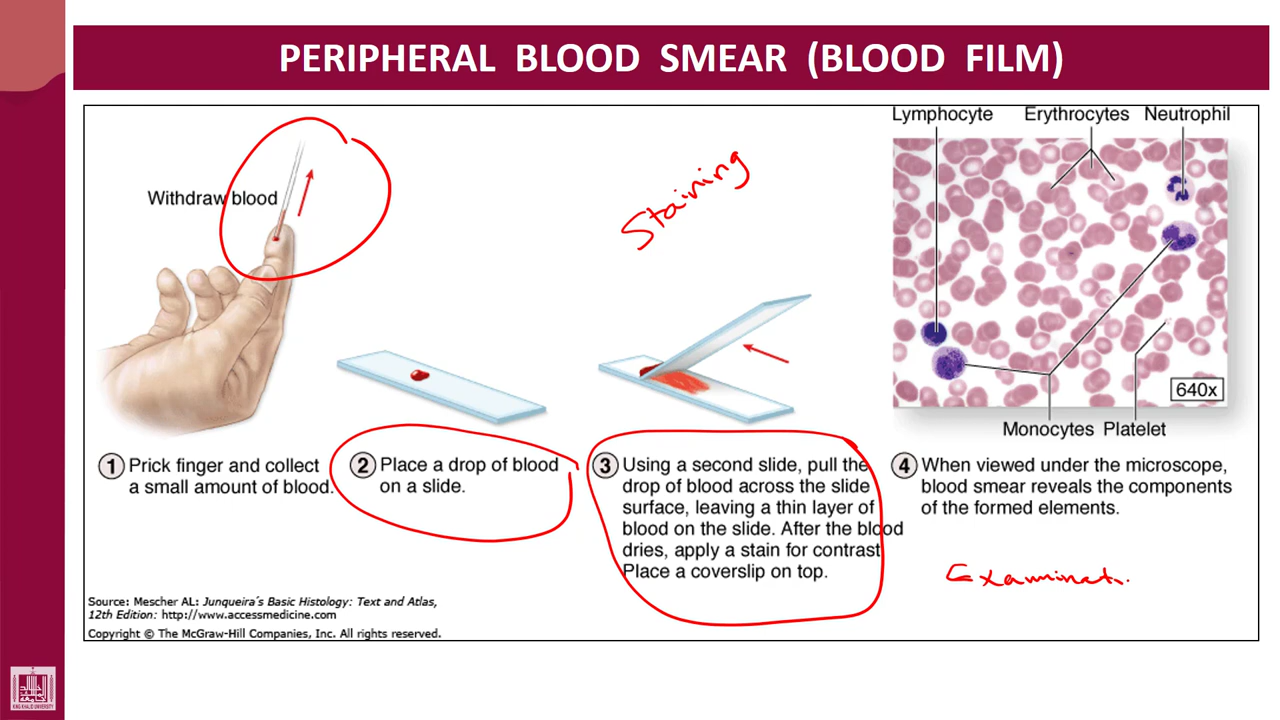 PERIPHERAL BLOOD SMEAR (BLOOD FILM)
Withdraw blood
Staining
Lymphocyte Erythrocytes Neutrophil
640x
Monocytes Platelet
1 Prick finger and collect
a small amount of blood.
2 Place a drop of blood
on a slide.
3 Using a second slide, pull the
drop of blood across the slide
surface, leaving a thin layer of
blood on the slide. After the blood
dries, apply a stain for contrast
Place a coverslip on top.
4 When viewed under the microscope,
blood smear reveals the components
of the formed elements.
Source: Mescher AL: Junqueira´s Basic Histology: Text and Atlas,
12th Edition: http://www.accessmedicine.com
Copyright © The McGraw-Hill Companies, Inc. All rights reserved.
KING KHALID UNIVERSITY